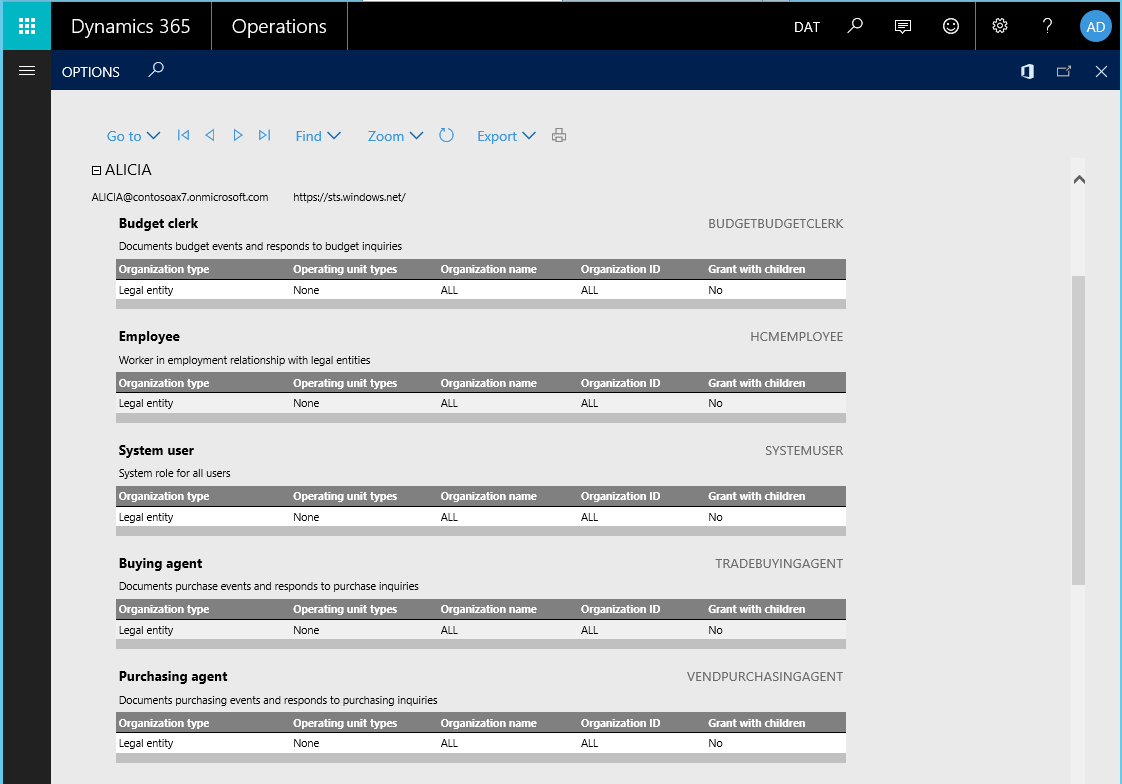 Dynamics 365 Operations DAT ? AD
OPTIONS
Go to Find Zoom Export
ALICIA
ALICIA@contosoax7.onmicrosoft.com https://sts.windows.net/
Budget clerk BUDGETBUDGETCLERK
Documents budget events and responds to budget inquiries
Organization type Operating unit types Organization name Organization ID Grant with children
Legal entity None ALL ALL No
Employee HCMEMPLOYEE
Worker in employment relationship with legal entities
Organization type Operating unit types Organization name Organization ID Grant with children
Legal entity None ALL ALL No
System user SYSTEMUSER
System role for all users
Organization type Operating unit types Organization name Organization ID Grant with children
Legal entity None ALL ALL No
Buying agent TRADEBUYINGAGENT
Documents purchase events and responds to purchase inquiries
Organization type Operating unit types Organization name Organization ID Grant with children
Legal entity None ALL ALL No
Purchasing agent VENDPURCHASINGAGENT
Documents purchasing events and responds to purchasing inquiries
Organization type Operating unit types Organization name Organization ID Grant with children
Legal entity None ALL ALL No